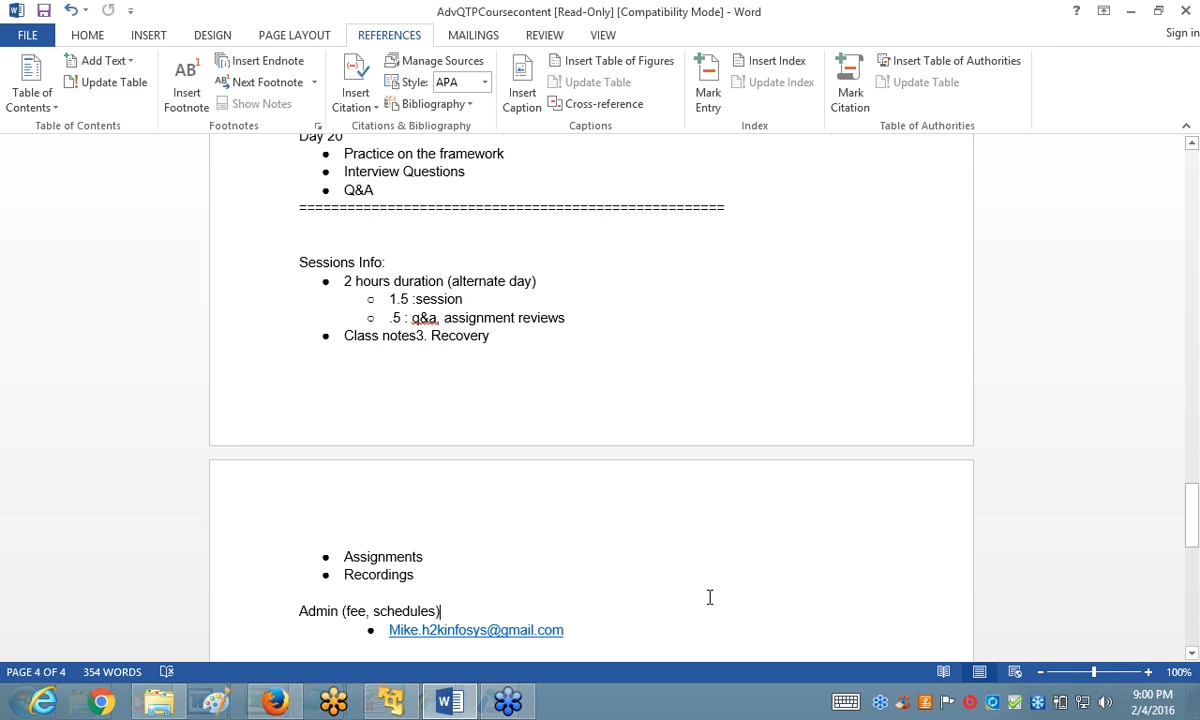 AdvQTPCoursecontent [Read-Only] [Compatibility Mode] - Word
?
Sign in
FILE HOME INSERT DESIGN PAGE LAYOUT REFERENCES MAILINGS REVIEW VIEW
Table of Contents
Add Text
Update Table
Table of Contents
AB1
Insert Footnote
Insert Endnote
Next Footnote
Show Notes
Footnotes
Insert Citation
Manage Sources
Style: APA
Bibliography
Citations & Bibliography
Insert Caption
Insert Table of Figures
Update Table
Cross-reference
Captions
Mark Entry
Insert Index
Update Index
Index
Mark Citation
Insert Table of Authorities
Update Table
Table of Authorities
Day 20
● Practice on the framework
● Interview Questions
● Q&A
=====================================================
Sessions Info:
● 2 hours duration (alternate day)
○ 1.5 :session
○ .5 : q&a, assignment reviews
● Class notes3. Recovery
● Assignments
● Recordings
Admin (fee, schedules)
● Mike.h2kinfosys@gmail.com
PAGE 4 OF 4 354 WORDS
100%
9:00 PM
2/4/2016